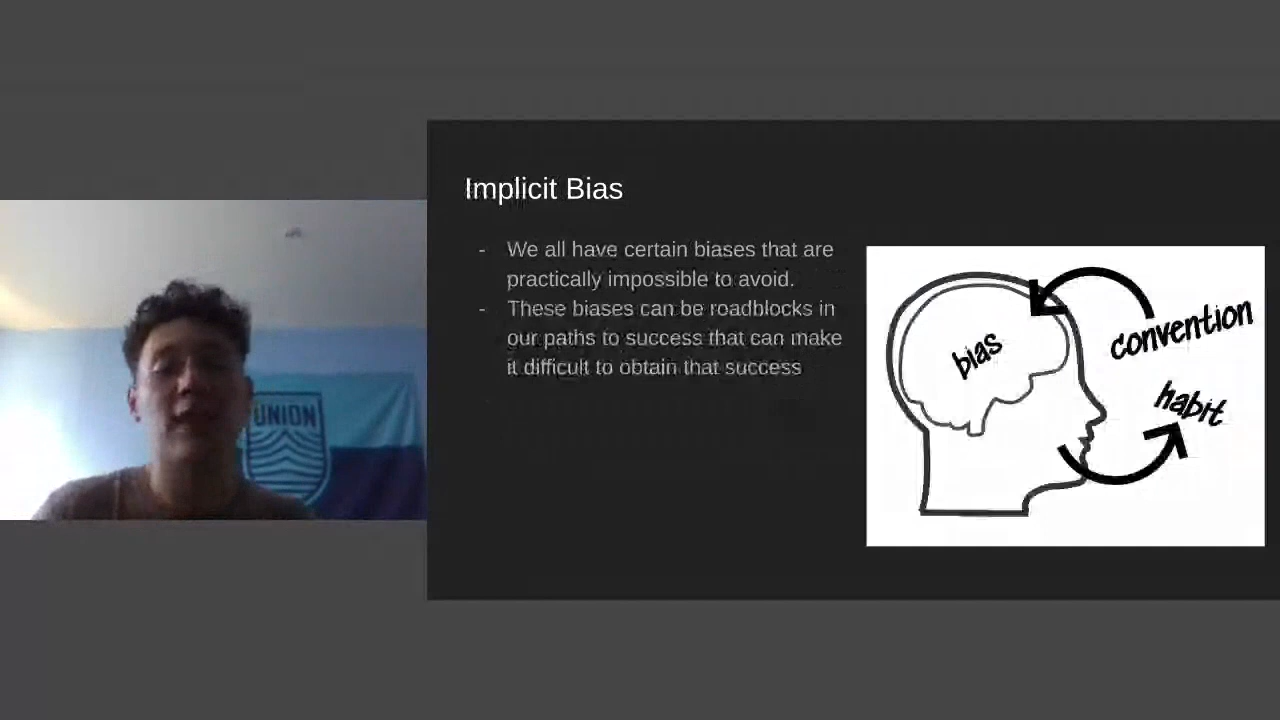 Implicit Bias
- We all have certain biases that are
practically impossible to avoid.
- These biases can be roadblocks in
our paths to success that can make
it difficult to obtain that success
bias
convention
habit
UNION